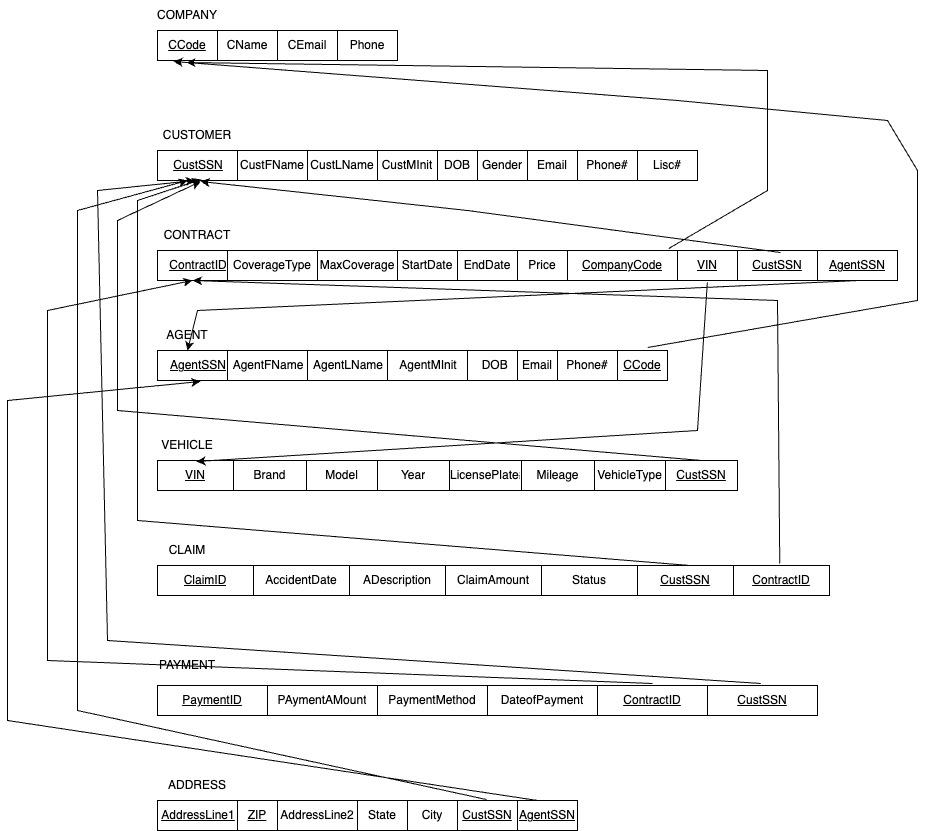 COMPANY
CCode CName CEmail Phone
CUSTOMER
CustSSN CustFName CustLName CustMInit DOB Gender Email Phone# Lisc#
CONTRACT
ContractID CoverageType MaxCoverage StartDate EndDate Price CompanyCode VIN CustSSN AgentSSN
AGENT
AgentSSN AgentFName AgentLName AgentMInit DOB Email Phone# CCode
VEHICLE
VIN Brand Model Year LicensePlate Mileage VehicleType CustSSN
CLAIM
ClaimID AccidentDate ADescription ClaimAmount Status CustSSN ContractID
PAYMENT
PaymentID PAymentAMount PaymentMethod DateofPayment ContractID CustSSN
ADDRESS
AddressLine1 ZIP AddressLine2 State City CustSSN AgentSSN